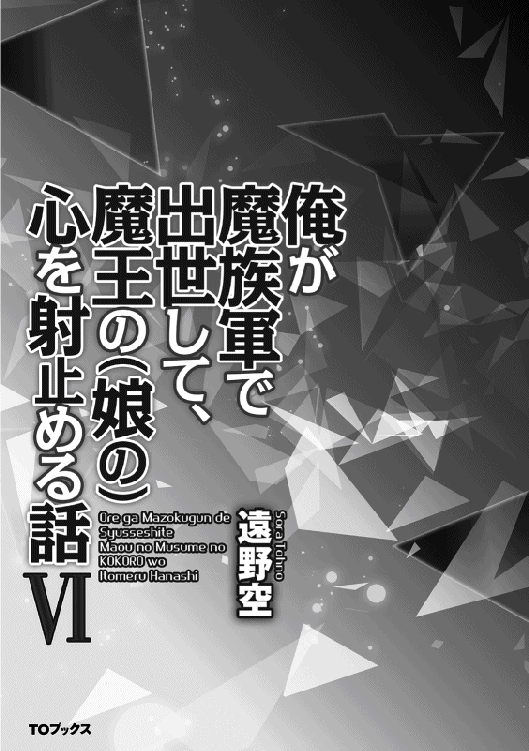 俺が
魔族軍で
出世して、
魔王の(娘の)
心を射止める話
VI
Ore ga Mazokugun de
Syusseshite
Maou no Musume no
KOKORO wo
Itomeru Hanashi
遠野空
Sora Tohno
TOブックス